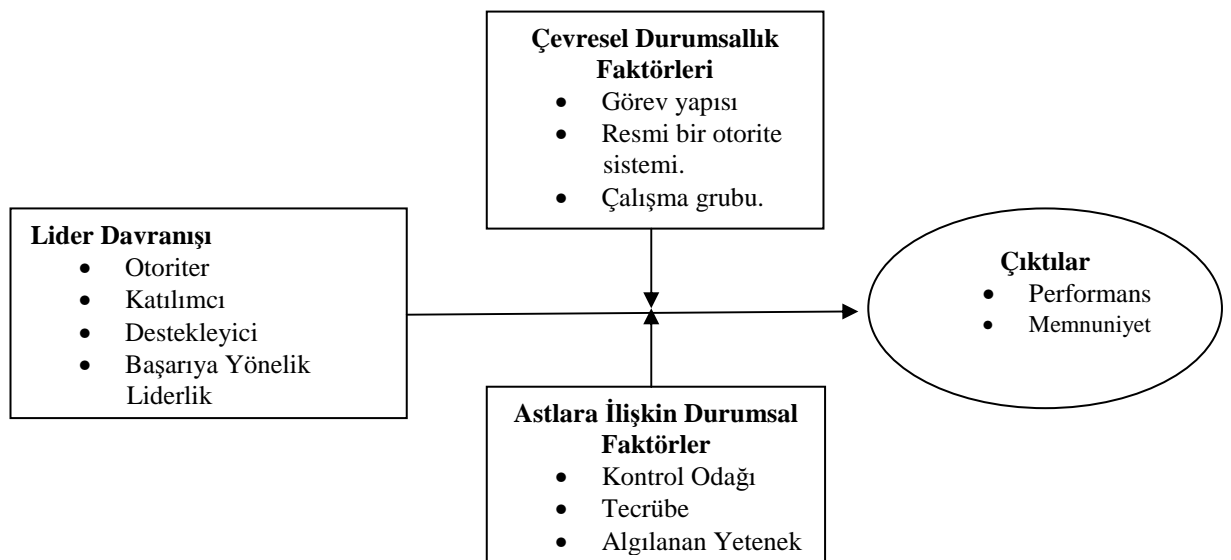 Çevresel Durumsallık
Faktörleri
• Görev yapısı
• Resmi bir otorite
sistemi.
• Çalışma grubu.
Lider Davranışı
• Otoriter
• Katılımcı
• Destekleyici
• Başarıya Yönelik
Liderlik
Çıktılar
• Performans
• Memnuniyet
Astlara İlişkin Durumsal
Faktörler
• Kontrol Odağı
• Tecrübe
• Algılanan Yetenek